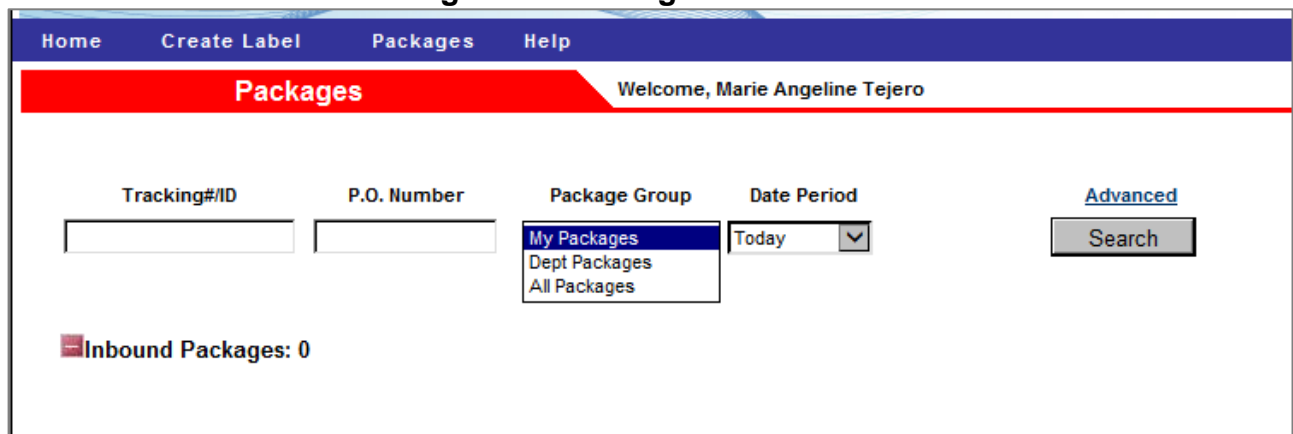 Home Create Label Packages Help
Packages
Welcome, Marie Angeline Tejero
Tracking#/ID P.O. Number Package Group Date Period Advanced
My Packages Today Search
Dept Packages
All Packages
Inbound Packages: 0